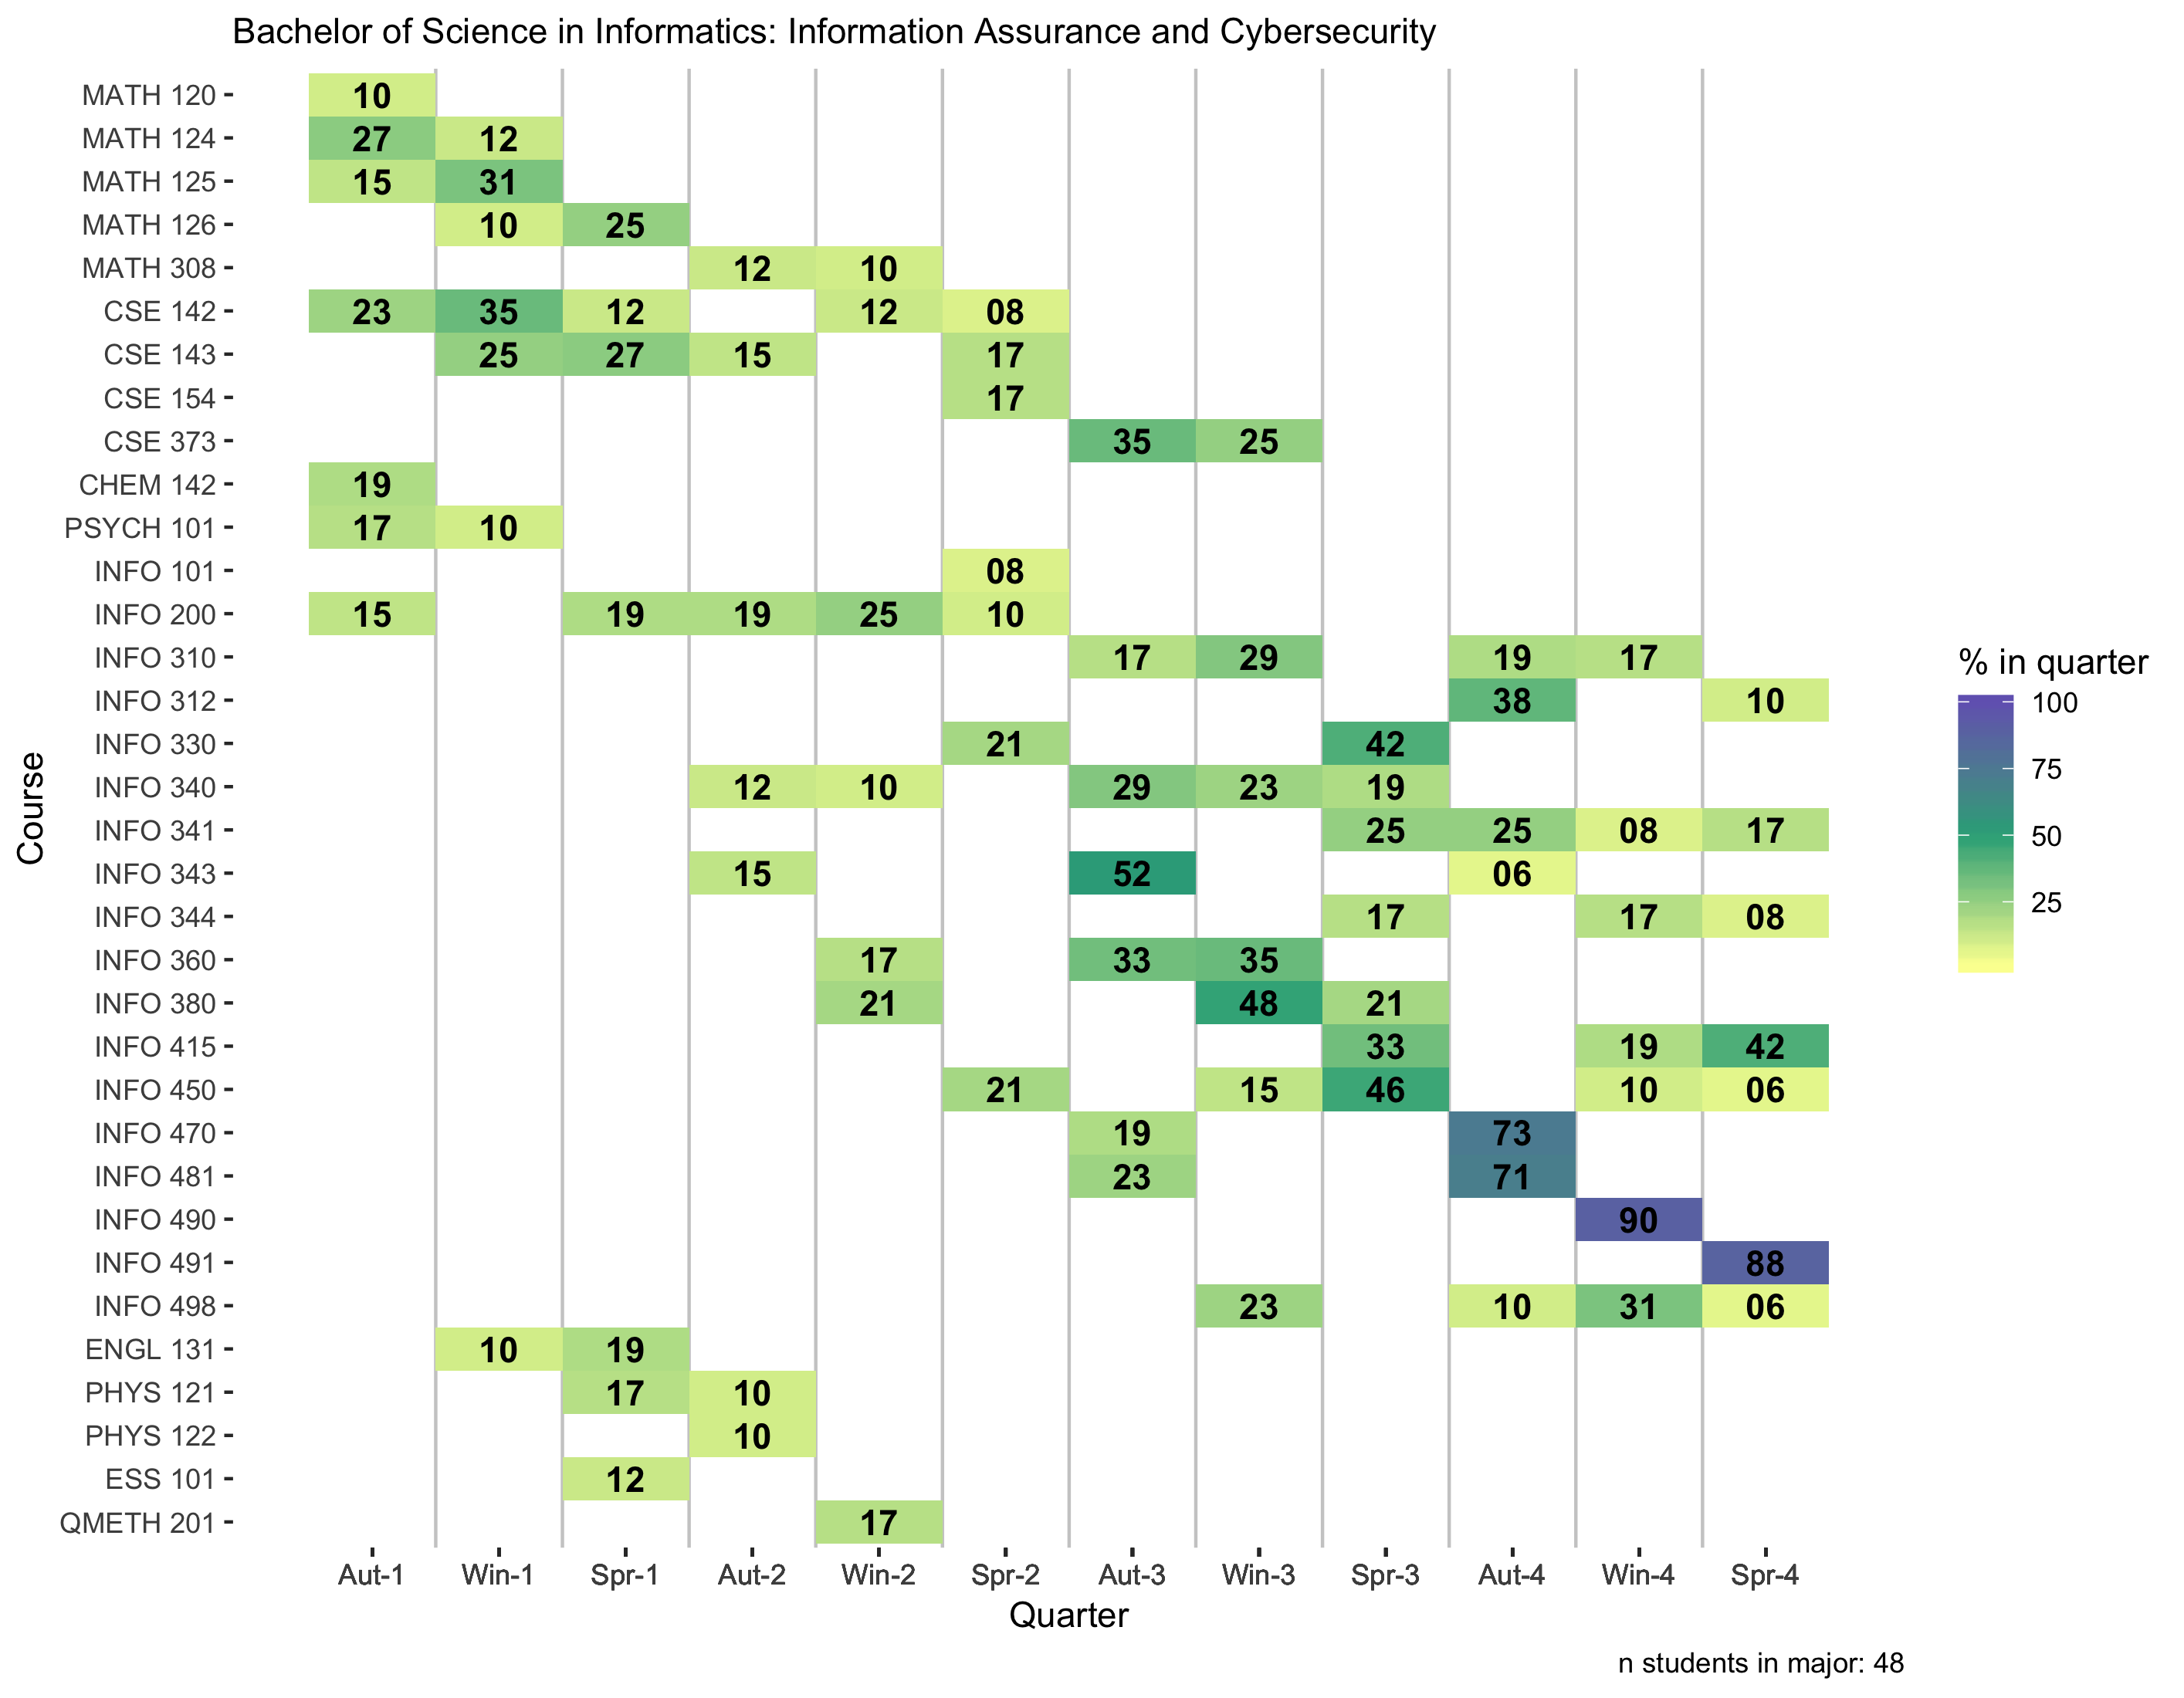 Bachelor of Science in Informatics: Information Assurance and Cybersecurity
MATH 120 10
MATH 124 27 12
MATH 125 15 31
MATH 126 10 25
MATH 308 12 10
CSE 142 23 35 12 12 08
CSE 143 25 27 15 17
CSE 154 17
CSE 373 35 25
CHEM 142 19
PSYCH 101 17 10
INFO 101 08
INFO 200 15 19 19 25 10
INFO 310 17 29 19 17
INFO 312 38 10
INFO 330 21 42
INFO 340 12 10 29 23 19
INFO 341 25 25 08 17
INFO 343 15 52 06
INFO 344 17 17 08
INFO 360 17 33 35
INFO 380 21 48 21
INFO 415 33 19 42
INFO 450 21 15 46 10 06
INFO 470 19 73
INFO 481 23 71
INFO 490 90
INFO 491 88
INFO 498 23 10 31 06
ENGL 131 10 19
PHYS 121 17 10
PHYS 122 10
ESS 101 12
QMETH 201 17
Course
Aut-1 Win-1 Spr-1 Aut-2 Win-2 Spr-2 Aut-3 Win-3 Spr-3 Aut-4 Win-4 Spr-4
Quarter
% in quarter
100
75
50
25
n students in major: 48